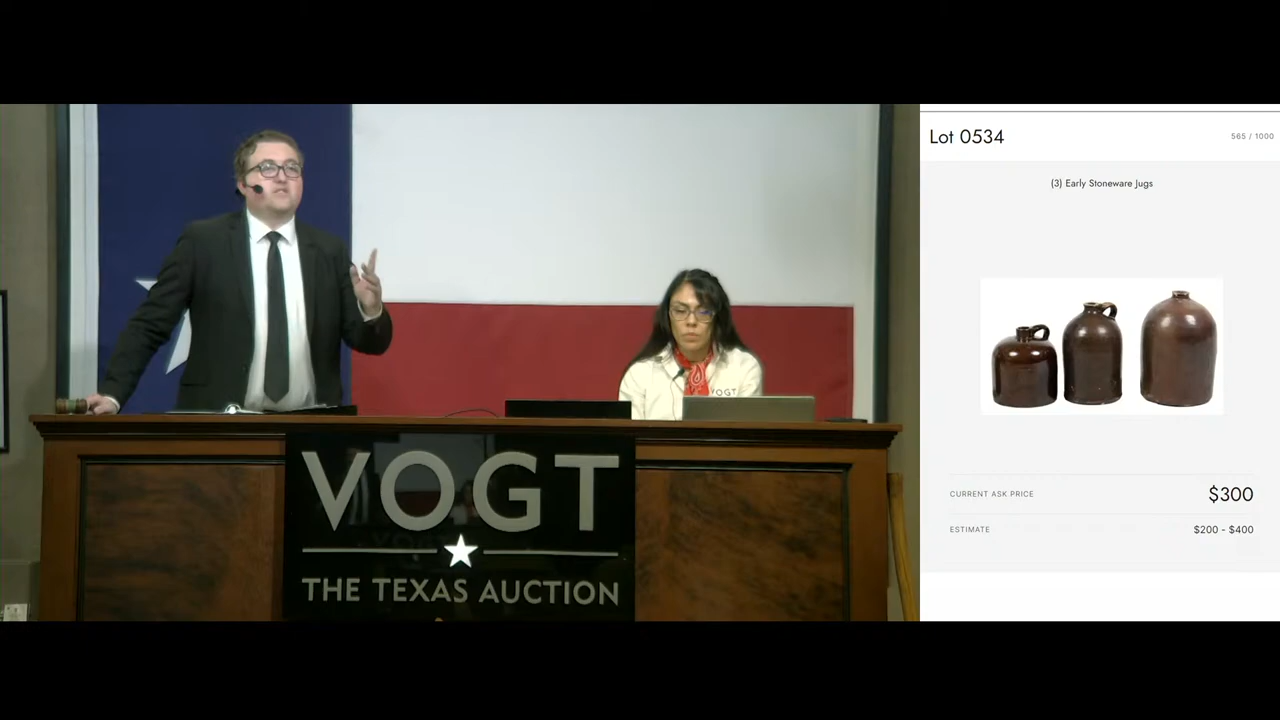 VOGT
VOGT
THE TEXAS AUCTION
Lot 0534
565 / 1000
(3) Early Stoneware Jugs
CURRENT ASK PRICE
$300
ESTIMATE
$200 - $400